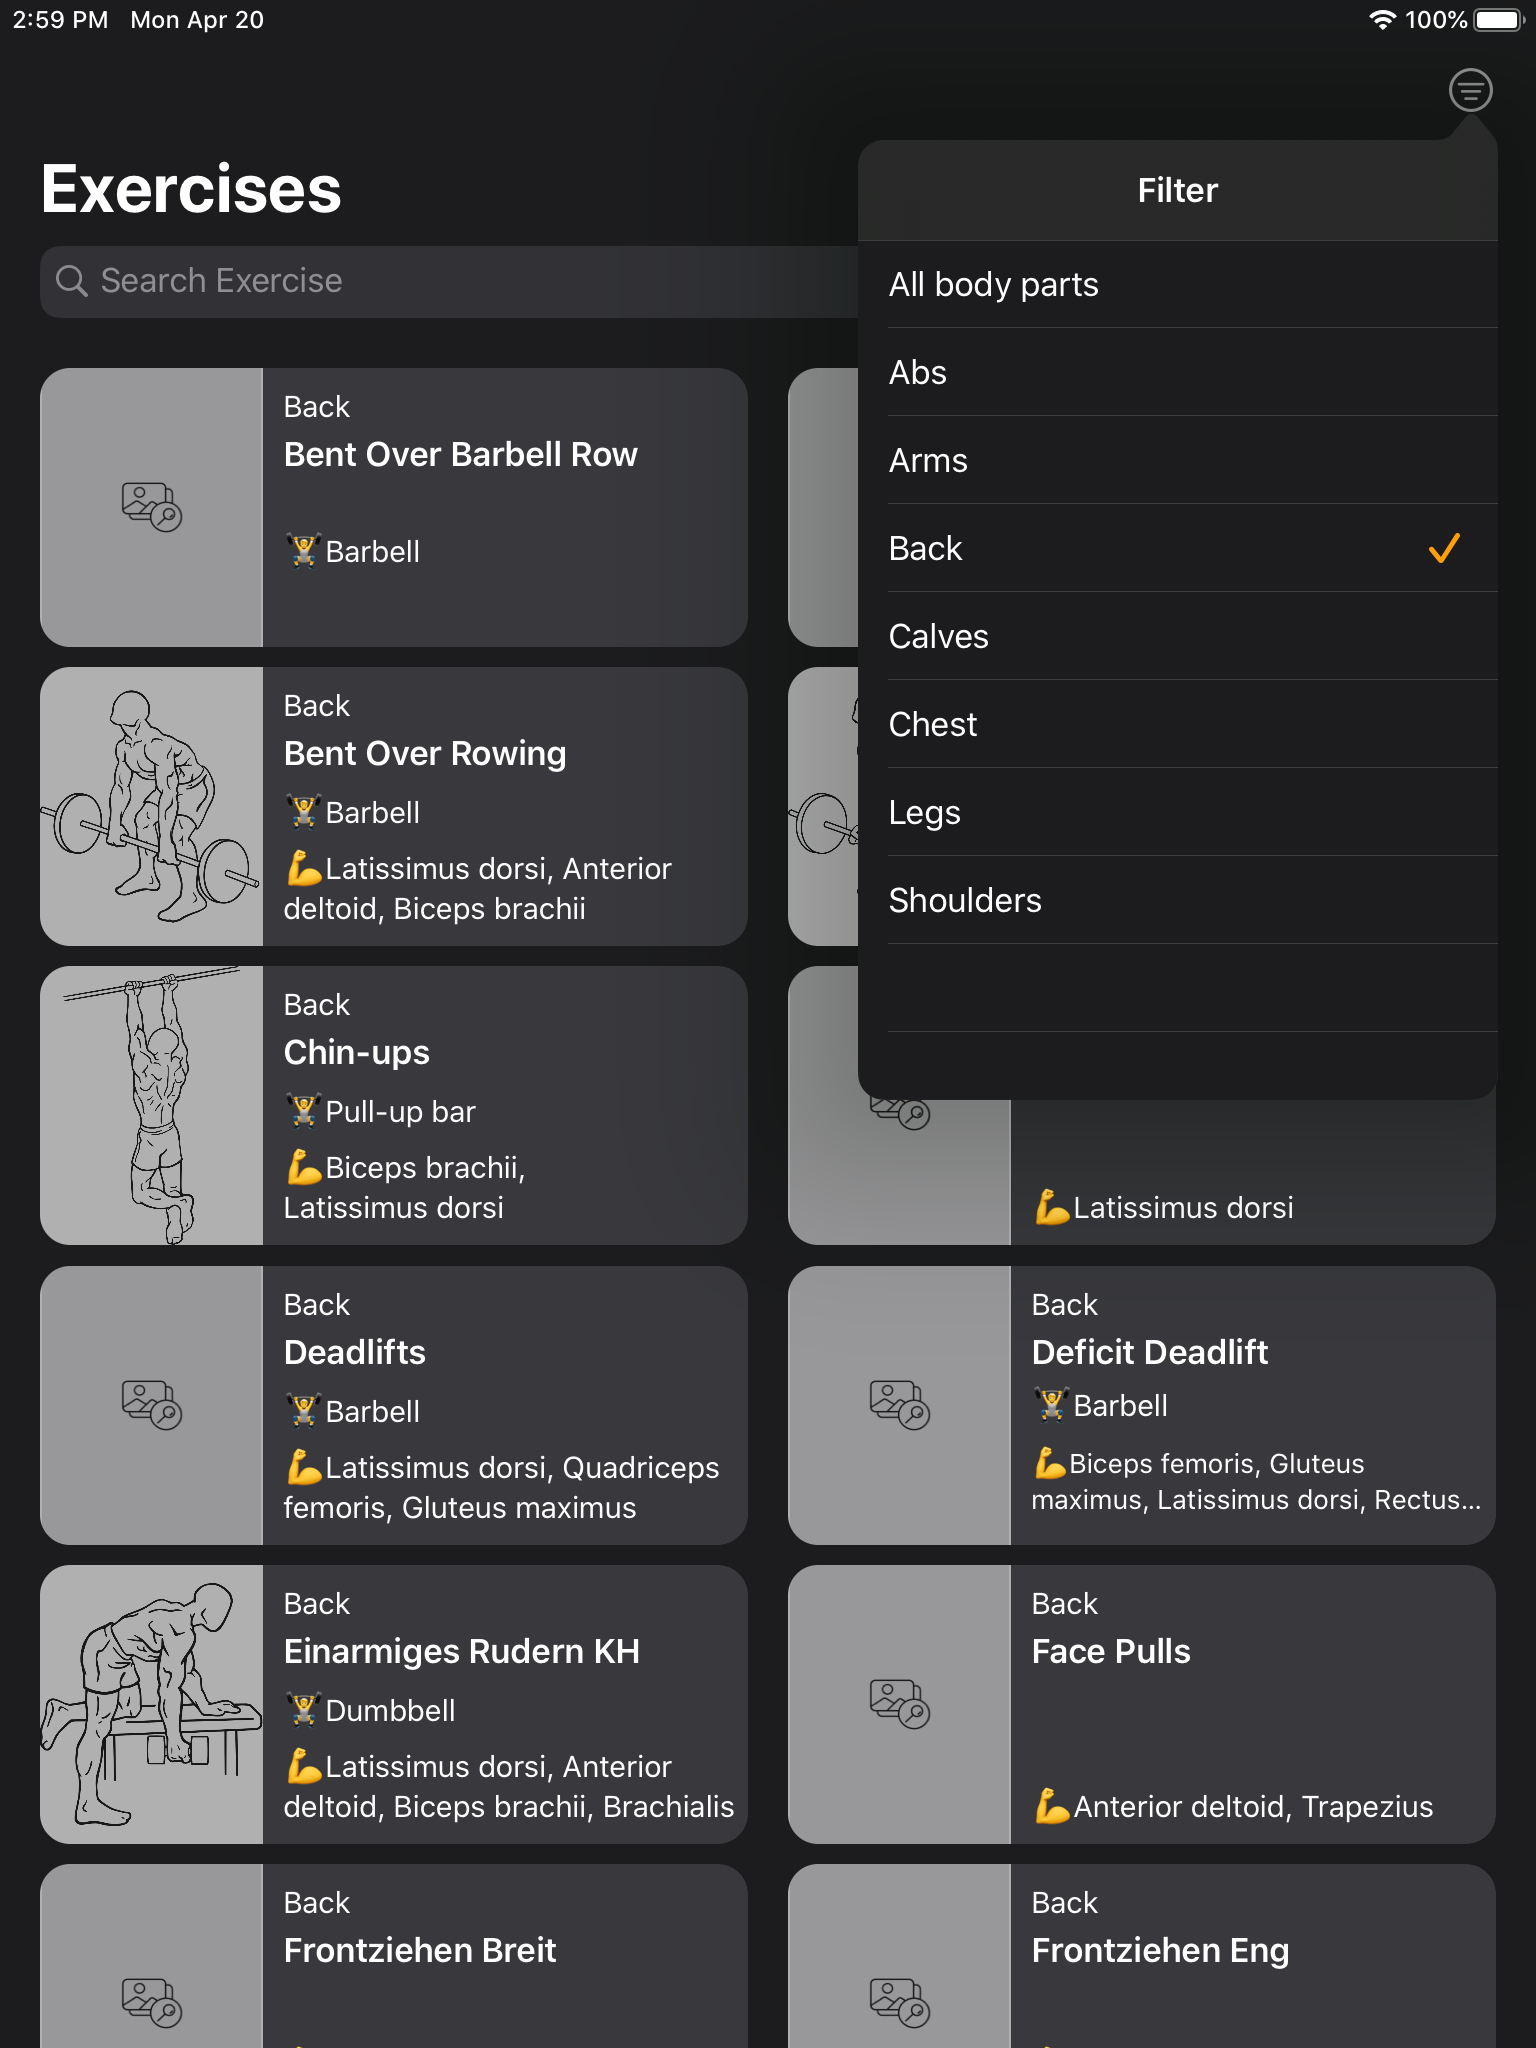 2:59 PM Mon Apr 20
100%
Exercises
Search Exercise
Filter
All body parts
Abs
Arms
Back
Calves
Chest
Legs
Shoulders
Back
Bent Over Barbell Row
🏋Barbell
Back
Bent Over Rowing
🏋Barbell
💪Latissimus dorsi, Anterior
deltoid, Biceps brachii
Back
Chin-ups
🏋Pull-up bar
💪Biceps brachii,
Latissimus dorsi
💪Latissimus dorsi
Back
Deadlifts
🏋Barbell
💪Latissimus dorsi, Quadriceps
femoris, Gluteus maximus
Back
Deficit Deadlift
🏋Barbell
💪Biceps femoris, Gluteus
maximus, Latissimus dorsi, Rectus...
Back
Einarmiges Rudern KH
🏋Dumbbell
💪Latissimus dorsi, Anterior
deltoid, Biceps brachii, Brachialis
Back
Face Pulls
💪Anterior deltoid, Trapezius
Back
Frontziehen Breit
Back
Frontziehen Eng